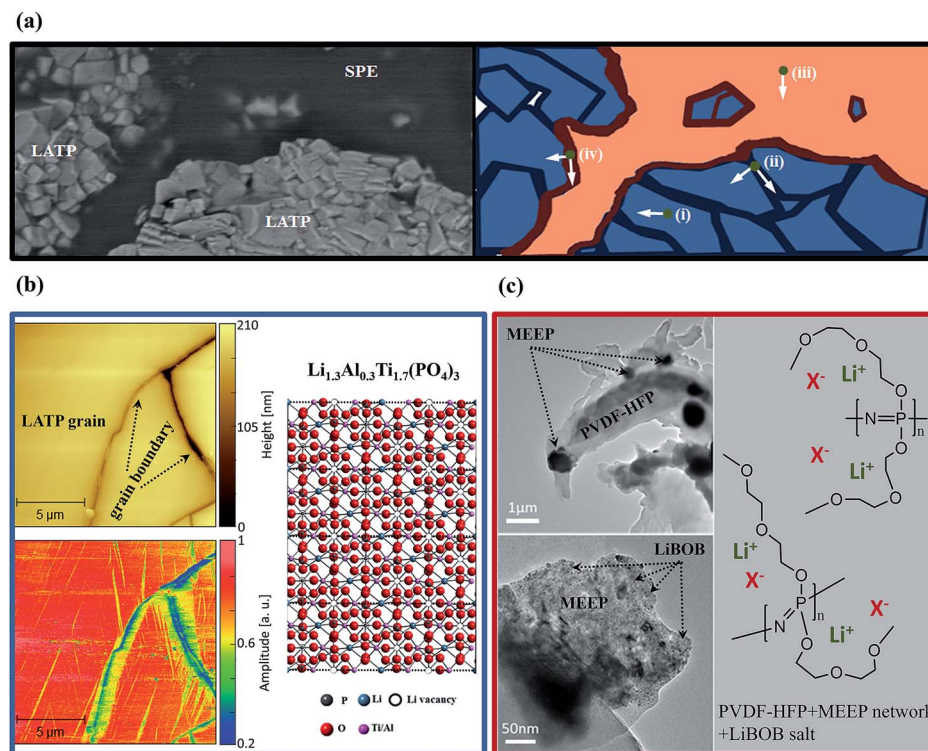 (a)
SPE
LATP
LATP
(iii)
(iv)
(ii)
(i)
(b)
LATP grain
grain boundary
5 µm
210
105
0
Height [nm]
5 µm
1
0.6
0.2
Amplitude [a. u.]
Li1.3Al0.3Ti1.7(PO4)3
P Li Li vacancy
O Ti/Al
(c)
MEEP
PVDF-HFP
1µm
LiBOB
MEEP
50nm
O
O
X-
Li+
O
N P n
X-
O
Li+
O
O
O
Li+
X-
O
X-
N P n
Li+
O
O
O
PVDF-HFP+MEEP network
+LiBOB salt